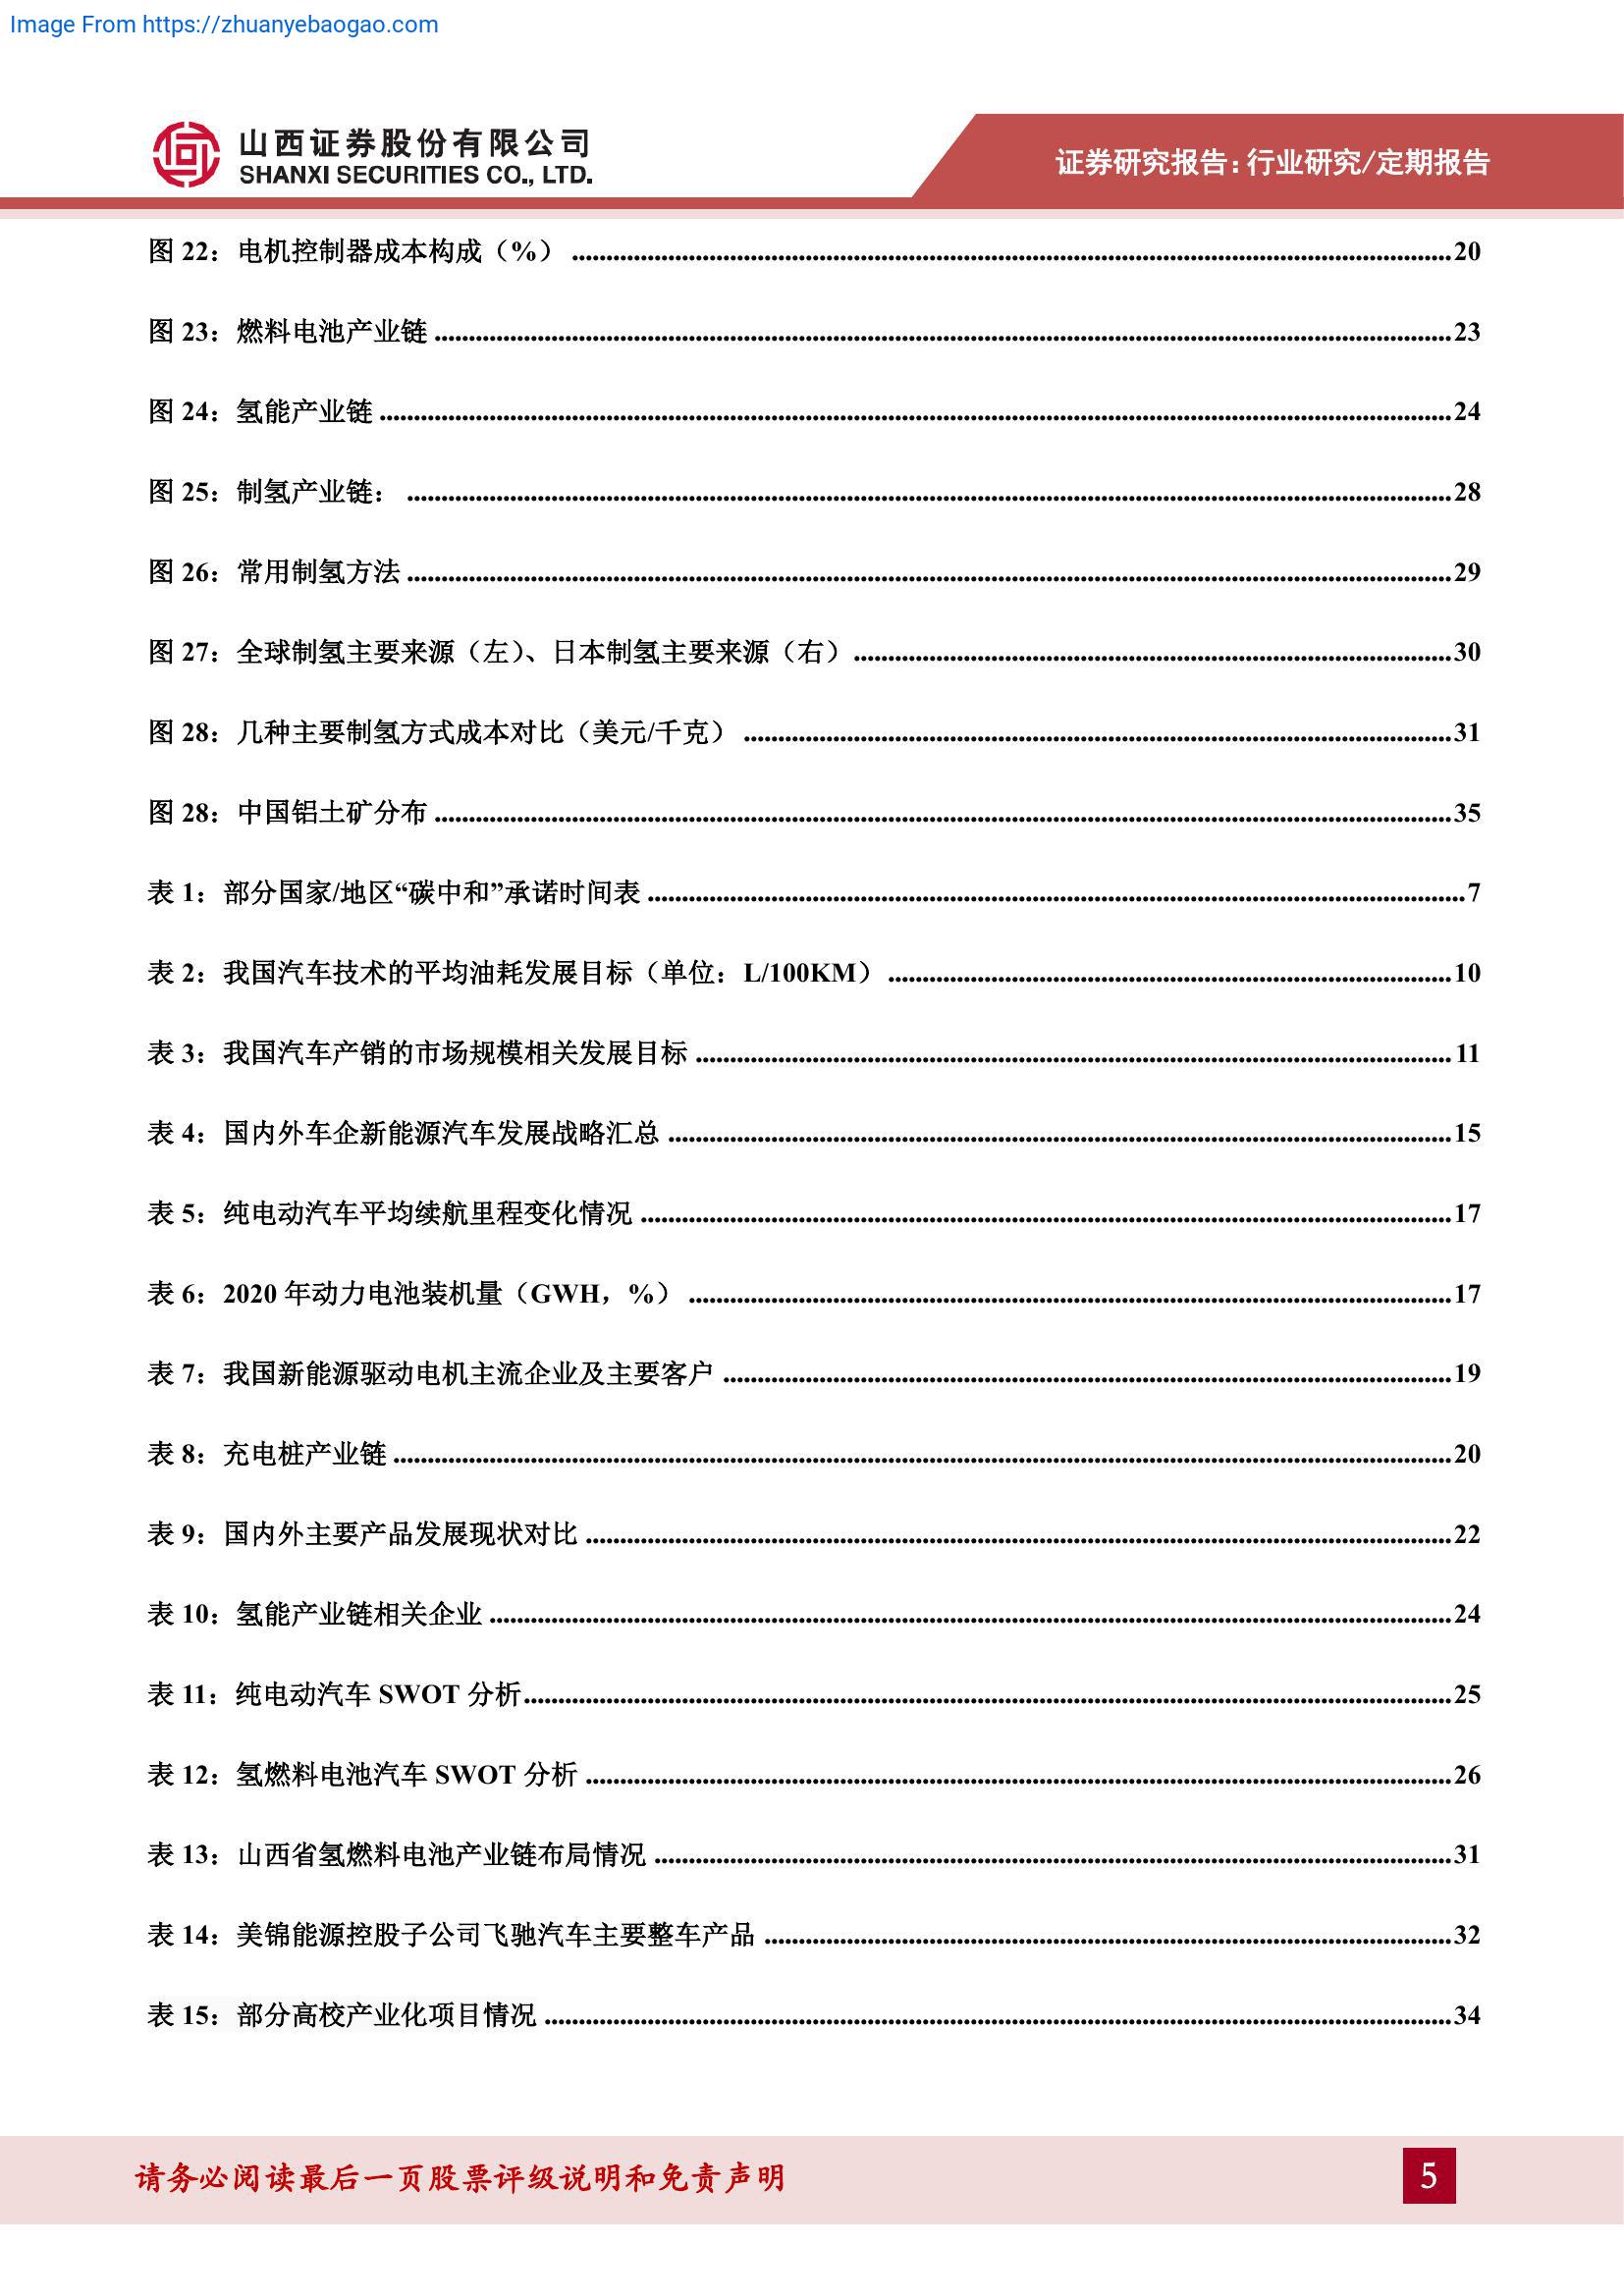 Image From https://zhuanyebaogao.com
山西证券股份有限公司
SHANXI SECURITIES CO., LTD.
证券研究报告:行业研究/定期报告
图 22：电机控制器成本构成（%） ........................................ 20
图 23：燃料电池产业链 ........................................ 23
图 24：氢能产业链 ........................................ 24
图 25：制氢产业链： ........................................ 28
图 26：常用制氢方法 ........................................ 29
图 27：全球制氢主要来源（左）、日本制氢主要来源（右） ........................................ 30
图 28：几种主要制氢方式成本对比（美元/千克） ........................................ 31
图 28：中国铝土矿分布 ........................................ 35
表 1：部分国家/地区“碳中和”承诺时间表 ........................................ 7
表 2：我国汽车技术的平均油耗发展目标（单位：L/100KM） ........................................ 10
表 3：我国汽车产销的市场规模相关发展目标 ........................................ 11
表 4：国内外车企新能源汽车发展战略汇总 ........................................ 15
表 5：纯电动汽车平均续航里程变化情况 ........................................ 17
表 6：2020 年动力电池装机量（GWH，%） ........................................ 17
表 7：我国新能源驱动电机主流企业及主要客户 ........................................ 19
表 8：充电桩产业链 ........................................ 20
表 9：国内外主要产品发展现状对比 ........................................ 22
表 10：氢能产业链相关企业 ........................................ 24
表 11：纯电动汽车 SWOT 分析 ........................................ 25
表 12：氢燃料电池汽车 SWOT 分析 ........................................ 26
表 13：山西省氢燃料电池产业链布局情况 ........................................ 31
表 14：美锦能源控股子公司飞驰汽车主要整车产品 ........................................ 32
表 15：部分高校产业化项目情况 ........................................ 34
请务必阅读最后一页股票评级说明和免责声明
5